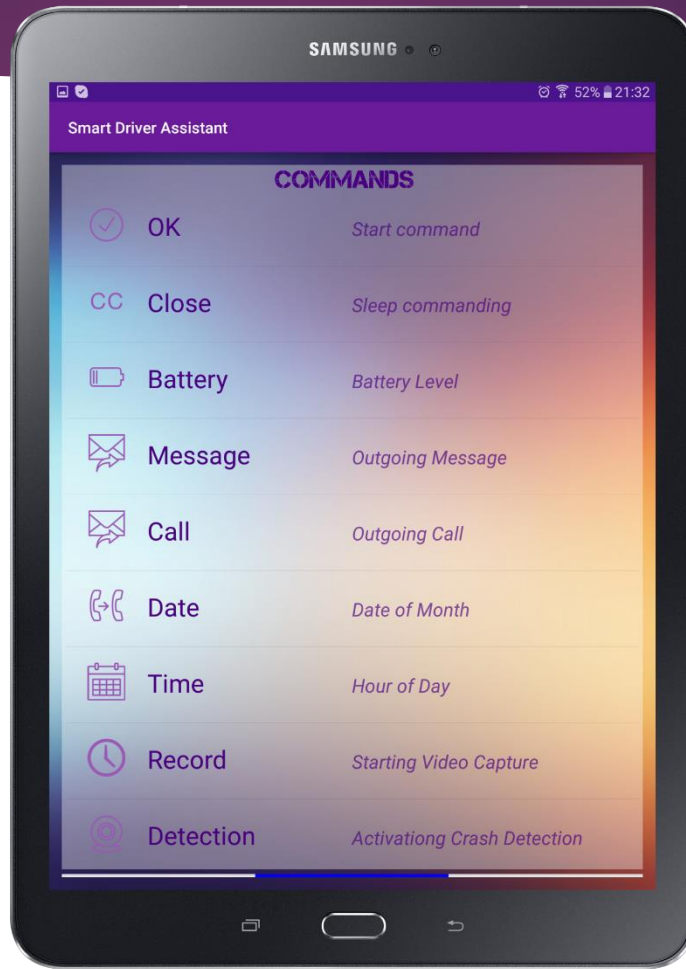 SAMSUNG
52% 21:32
Smart Driver Assistant
COMMANDS
OK Start command
CC Close Sleep commanding
Battery Battery Level
Message Outgoing Message
Call Outgoing Call
Date Date of Month
Time Hour of Day
Record Starting Video Capture
Detection Activationg Crash Detection